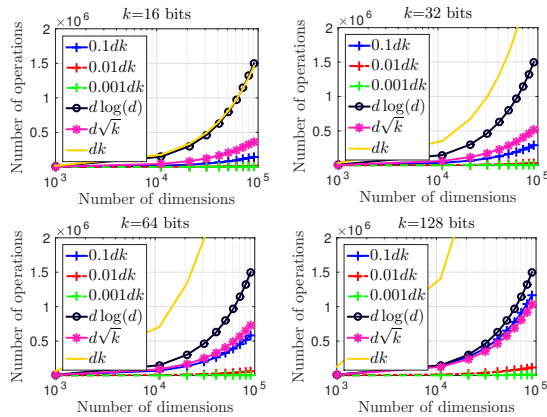 k=16 bits
×10^6
2
1.5
1
0.5
Number of operations
0.1dk
0.01dk
0.001dk
d log(d)
d√k
dk
10^3 10^4 10^5
Number of dimensions
k=32 bits
×10^6
2
1.5
1
0.5
Number of operations
0.1dk
0.01dk
0.001dk
d log(d)
d√k
dk
10^3 10^4 10^5
Number of dimensions
k=64 bits
×10^6
2
1.5
1
0.5
Number of operations
0.1dk
0.01dk
0.001dk
d log(d)
d√k
dk
10^3 10^4 10^5
Number of dimensions
k=128 bits
×10^6
2
1.5
1
0.5
Number of operations
0.1dk
0.01dk
0.001dk
d log(d)
d√k
dk
10^3 10^4 10^5
Number of dimensions